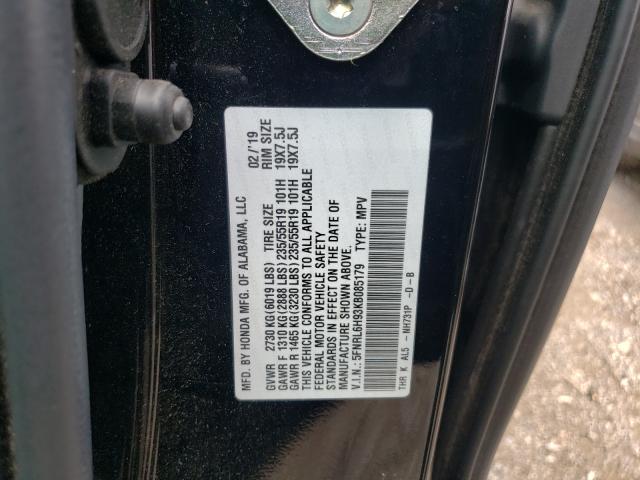 MFD. BY HONDA MFG. OF ALABAMA, LLC 02/'19
GVWR 2730 KG(6019 LBS) TIRE SIZE RIM SIZE
GAWR F 1310 KG(2888 LBS) 235/55R19 101H 19X7.5J
GAWR R 1465 KG(3230 LBS) 235/55R19 101H 19X7.5J
THIS VEHICLE CONFORMS TO ALL APPLICABLE
FEDERAL MOTOR VEHICLE SAFETY
STANDARDS IN EFFECT ON THE DATE OF
MANUFACTURE SHOWN ABOVE.
V.I.N.: 5FNRL6H93KB085179 TYPE: MPV
THR K AL5 - NH731P -D-B